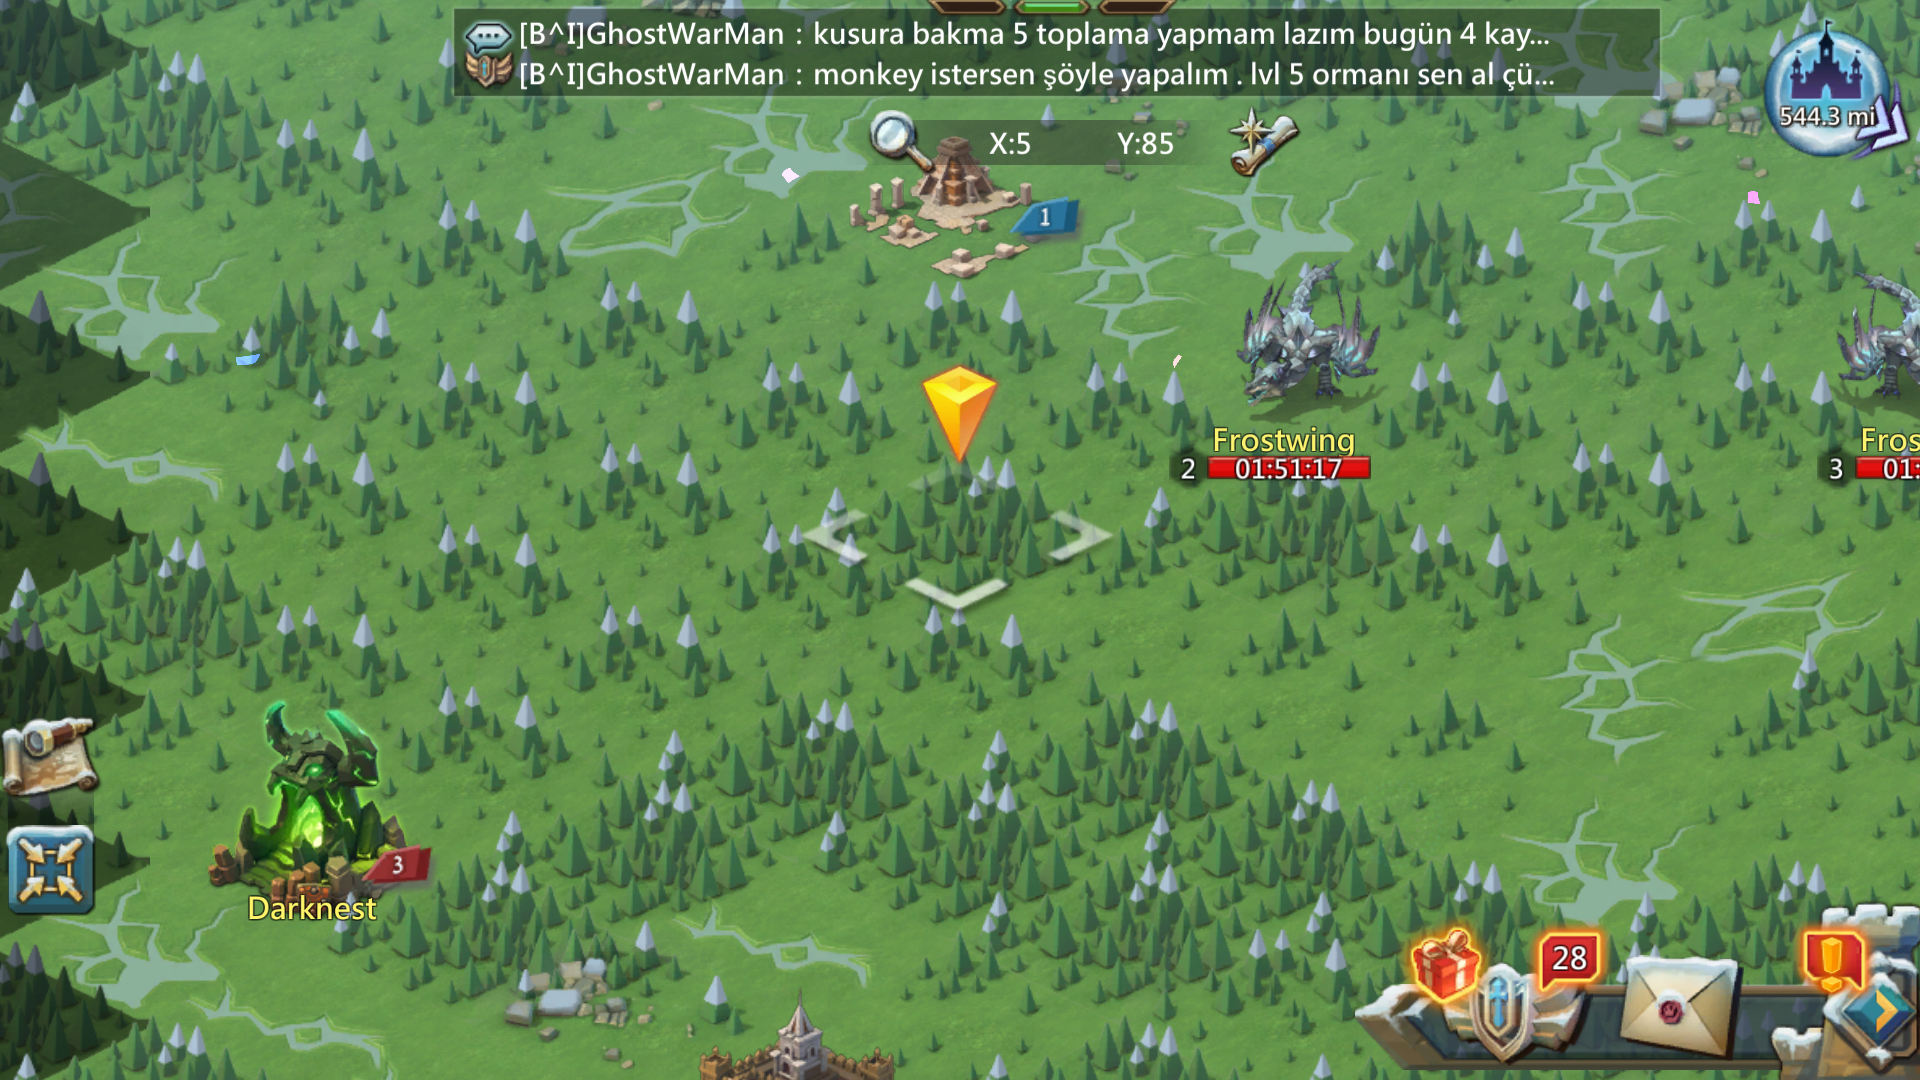 [B^I]GhostWarMan : kusura bakma 5 toplama yapmam lazım bugün 4 kay...
[B^I]GhostWarMan : monkey istersen şöyle yapalım . lvl 5 ormanı sen al çü...
544.3 mi
X:5 Y:85
1
Frostwing
2 01:51:17
Fros
3 01:
3
Darknest
28